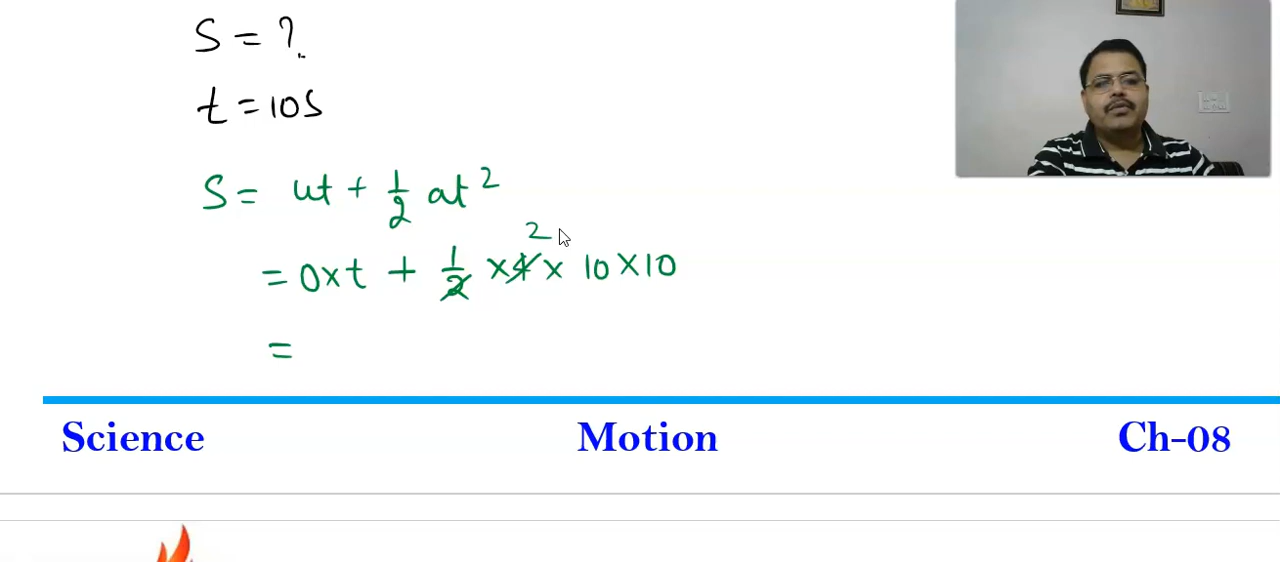 S = ?.
t = 10s
S = ut + 1/2 at²
2
= 0×t + 1/2 ×4× 10×10
=
Science Motion Ch-08